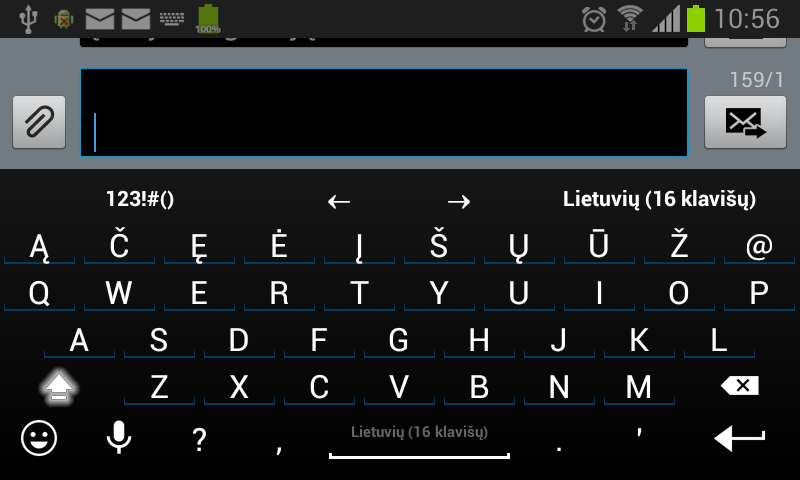 100%
10:56
159/1
123!#() ← → Lietuvių (16 klavišų)
Ą Č Ę Ė Į Š Ų Ū Ž @
Q W E R T Y U I O P
A S D F G H J K L
Z X C V B N M
? , Lietuvių (16 klavišų) . '